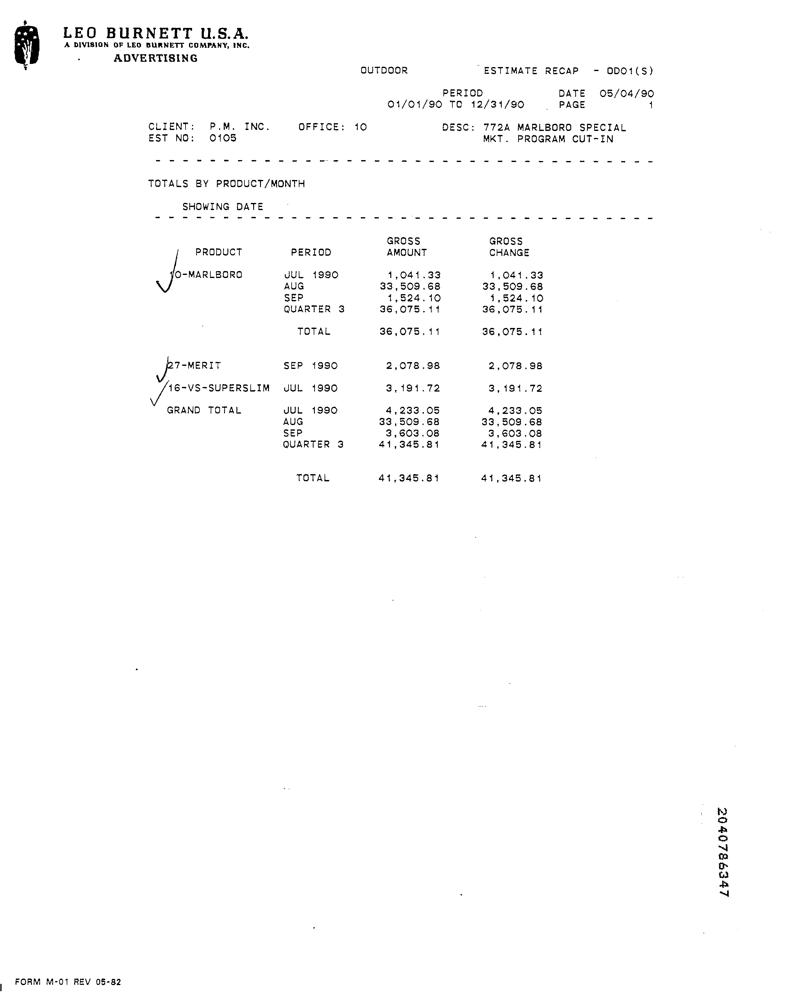 LEO BURNETT U.S.A.
A DIVISION OF LEO BURNETT COMPANY, INC.
ADVERTISING
OUTDOOR ESTIMATE RECAP - OD01(S)
PERIOD DATE 05/04/90
01/01/90 TO 12/31/90 PAGE 1
CLIENT: P.M. INC. OFFICE: 10 DESC: 772A MARLBORO SPECIAL
EST NO: 0105 MKT. PROGRAM CUT-IN
TOTALS BY PRODUCT/MONTH
SHOWING DATE
GROSS GROSS
PRODUCT PERIOD AMOUNT CHANGE
10-MARLBORO JUL 1990 1,041.33 1,041.33
AUG 33,509.68 33,509.68
SEP 1,524.10 1,524.10
QUARTER 3 36,075.11 36,075.11
TOTAL 36,075.11 36,075.11
27-MERIT SEP 1990 2,078.98 2,078.98
16-VS-SUPERSLIM JUL 1990 3,191.72 3,191.72
GRAND TOTAL JUL 1990 4,233.05 4,233.05
AUG 33,509.68 33,509.68
SEP 3,603.08 3,603.08
QUARTER 3 41,345.81 41,345.81
TOTAL 41,345.81 41,345.81
2040786347
FORM M-01 REV 05-82